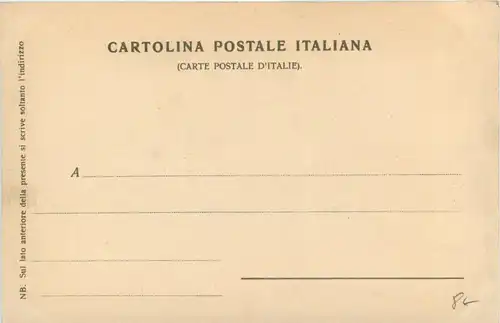 CARTOLINA POSTALE ITALIANA
(CARTE POSTALE D'ITALIE).
A
NB. Sul lato anteriore della presente si scrive soltanto l'indirizzo